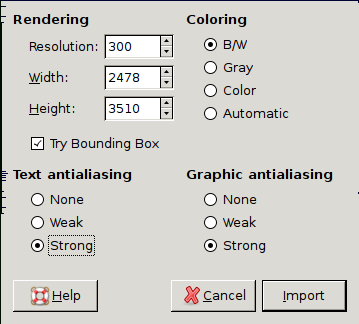 Rendering
Resolution: 300
Width: 2478
Height: 3510
Try Bounding Box
Coloring
B/W
Gray
Color
Automatic
Text antialiasing
None
Weak
Strong
Graphic antialiasing
None
Weak
Strong
Help
Cancel
Import